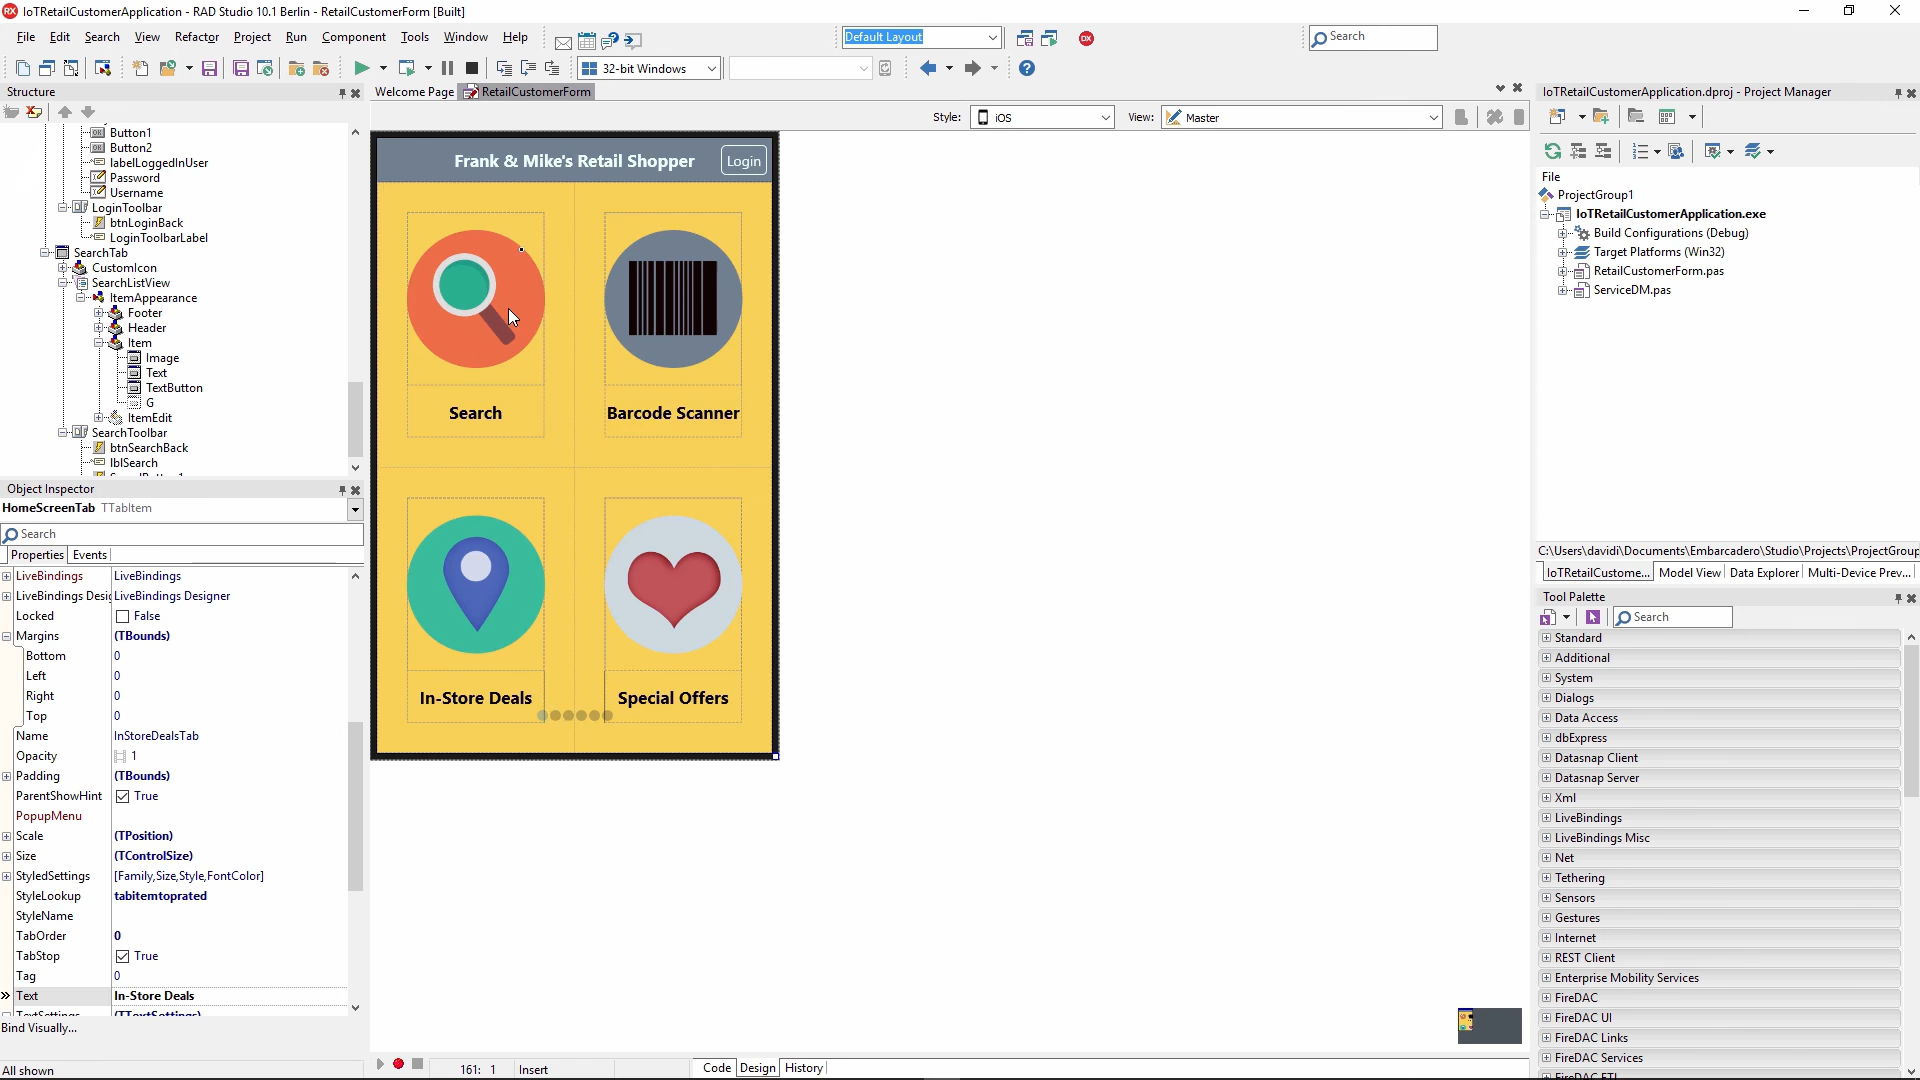 IoTRetailCustomerApplication - RAD Studio 10.1 Berlin - RetailCustomerForm [Built]
File Edit Search View Refactor Project Run Component Tools Window Help
Default Layout
Search
32-bit Windows
Structure
Button1
Button2
labelLoggedInUser
Password
Username
LoginToolbar
btnLoginBack
LoginToolbarLabel
SearchTab
CustomIcon
SearchListView
ItemAppearance
Footer
Header
Item
Image
Text
TextButton
G
ItemEdit
SearchToolbar
btnSearchBack
lblSearch
Object Inspector
HomeScreenTab TTabItem
Search
Properties Events
LiveBindings LiveBindings
LiveBindings Desig LiveBindings Designer
Locked False
Margins (TBounds)
Bottom 0
Left 0
Right 0
Top 0
Name InStoreDealsTab
Opacity 1
Padding (TBounds)
ParentShowHint True
PopupMenu
Scale (TPosition)
Size (TControlSize)
StyledSettings [Family,Size,Style,FontColor]
StyleLookup tabitemtoprated
StyleName
TabOrder 0
TabStop True
Tag 0
Text In-Store Deals
TextSettings (TTextSettings)
Bind Visually...
All shown
Welcome Page RetailCustomerForm
Style: iOS View: Master
Frank & Mike's Retail Shopper Login
Search Barcode Scanner
In-Store Deals Special Offers
161: 1 Insert Code Design History
IoTRetailCustomerApplication.dproj - Project Manager
File
ProjectGroup1
IoTRetailCustomerApplication.exe
Build Configurations (Debug)
Target Platforms (Win32)
RetailCustomerForm.pas
ServiceDM.pas
C:\Users\davidi\Documents\Embarcadero\Studio\Projects\ProjectGroup
IoTRetailCustome... Model View Data Explorer Multi-Device Prev...
Tool Palette
Search
Standard
Additional
System
Dialogs
Data Access
dbExpress
Datasnap Client
Datasnap Server
Xml
LiveBindings
LiveBindings Misc
Net
Tethering
Sensors
Gestures
Internet
REST Client
Enterprise Mobility Services
FireDAC
FireDAC UI
FireDAC Links
FireDAC Services
FireDAC ETL